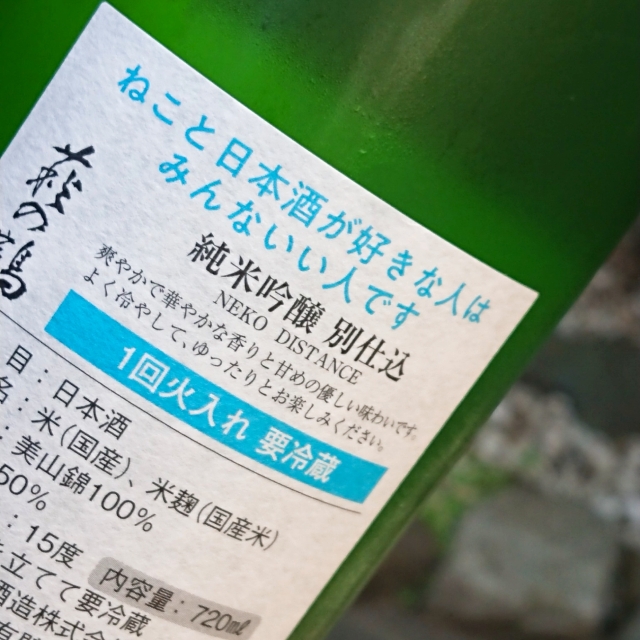 ねこと日本酒が好きな人は
みんないい人です
萩の鶴
純米吟醸 別仕込
NEKO DISTANCE
爽やかで華やかな香りと甘めの優しい味わいです。
よく冷やして、ゆったりとお楽しみください。
1回火入れ 要冷蔵
目：日本酒
名：米(国産)、米麹(国産米)
：美山錦100%
50%
：15度
内容量：720㎖
立てて要冷蔵
酒造株式会